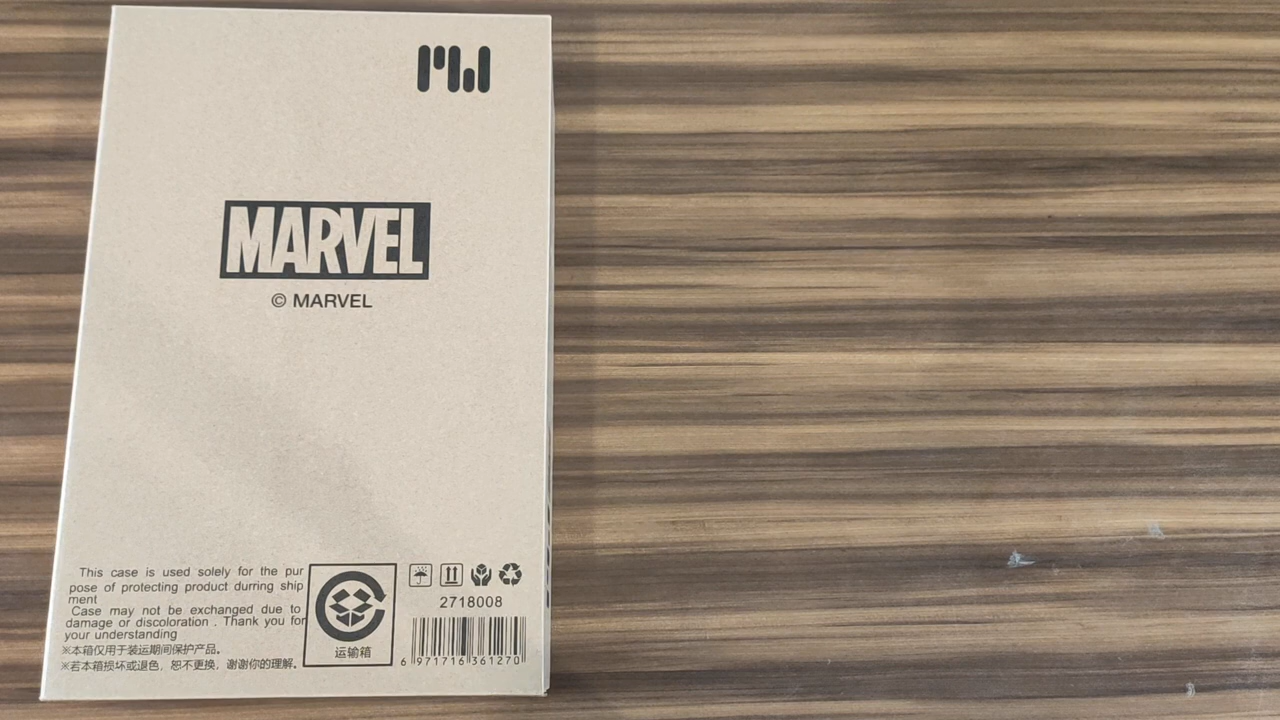 MARVEL
© MARVEL
This case is used solely for the pur
pose of protecting product durring ship
ment
Case may not be exchanged due to
damage or discoloration . Thank you for
your understanding
※本箱仅用于装运期间保护产品。
※若本箱损坏或退色，恕不更换，谢谢你的理解。
运输箱
2718008
6 971716 361270